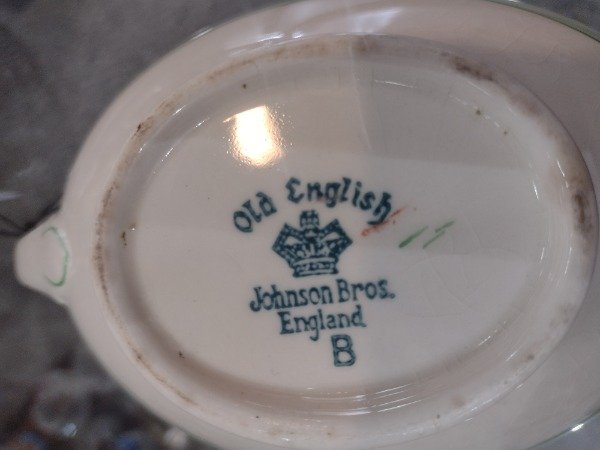 Old English
Johnson Bros.
England
B